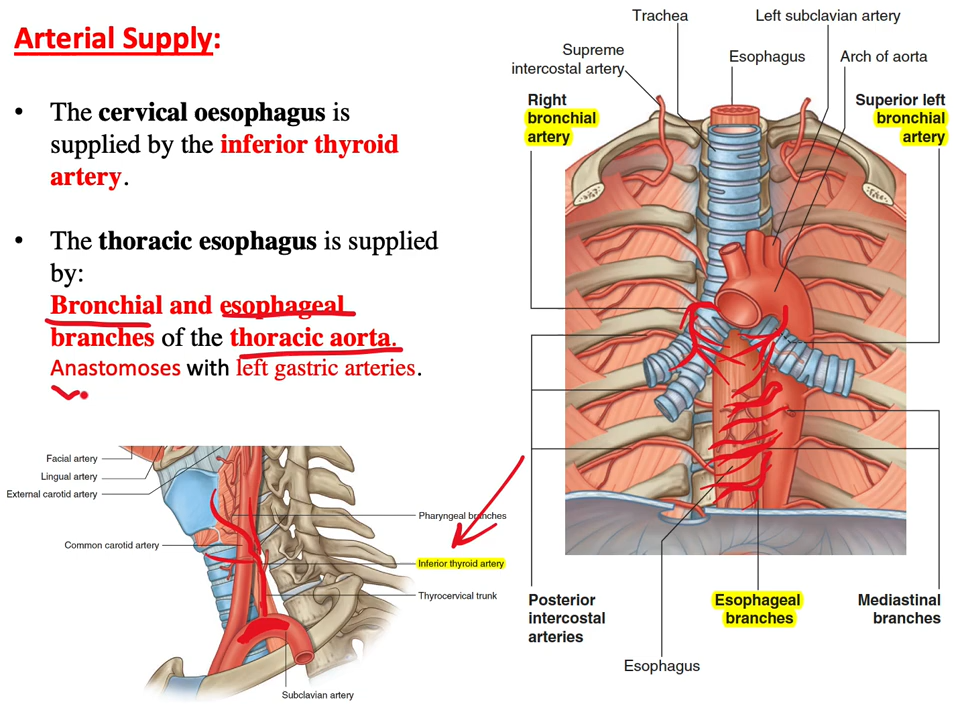 Arterial Supply:
• The cervical oesophagus is
supplied by the inferior thyroid
artery.
• The thoracic esophagus is supplied
by:
Bronchial and esophageal
branches of the thoracic aorta.
Anastomoses with left gastric arteries.
Facial artery
Lingual artery
External carotid artery
Common carotid artery
Pharyngeal branches
Inferior thyroid artery
Thyrocervical trunk
Subclavian artery
Trachea
Left subclavian artery
Supreme
intercostal artery
Esophagus
Arch of aorta
Right
bronchial
artery
Superior left
bronchial
artery
Posterior
intercostal
arteries
Esophageal
branches
Mediastinal
branches
Esophagus